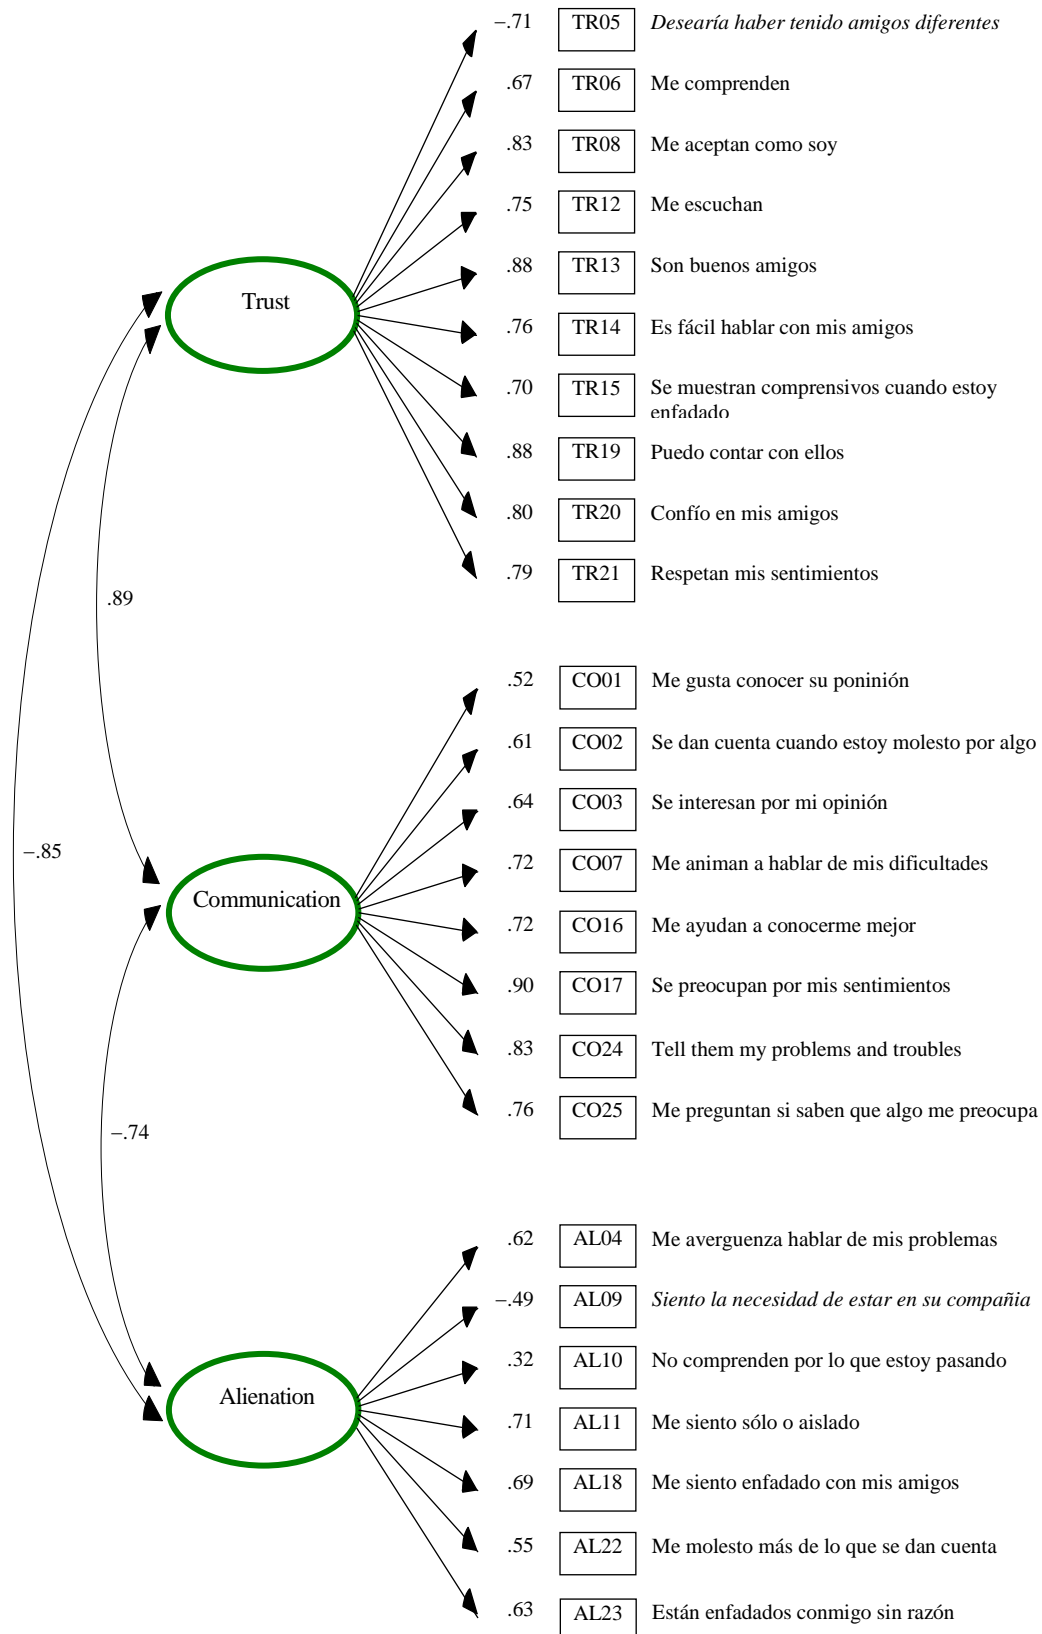 −.71 TR05 Desearía haber tenido amigos diferentes
.67 TR06 Me comprenden
.83 TR08 Me aceptan como soy
.75 TR12 Me escuchan
.88 TR13 Son buenos amigos
Trust
.76 TR14 Es fácil hablar con mis amigos
.70 TR15 Se muestran comprensivos cuando estoy
enfadado
.88 TR19 Puedo contar con ellos
.80 TR20 Confío en mis amigos
.79 TR21 Respetan mis sentimientos
.89
.52 CO01 Me gusta conocer su poninión
.61 CO02 Se dan cuenta cuando estoy molesto por algo
.64 CO03 Se interesan por mi opinión
−.85
.72 CO07 Me animan a hablar de mis dificultades
Communication
.72 CO16 Me ayudan a conocerme mejor
.90 CO17 Se preocupan por mis sentimientos
.83 CO24 Tell them my problems and troubles
.76 CO25 Me preguntan si saben que algo me preocupa
−.74
.62 AL04 Me averguenza hablar de mis problemas
−.49 AL09 Siento la necesidad de estar en su compañia
.32 AL10 No comprenden por lo que estoy pasando
Alienation
.71 AL11 Me siento sólo o aislado
.69 AL18 Me siento enfadado con mis amigos
.55 AL22 Me molesto más de lo que se dan cuenta
.63 AL23 Están enfadados conmigo sin razón